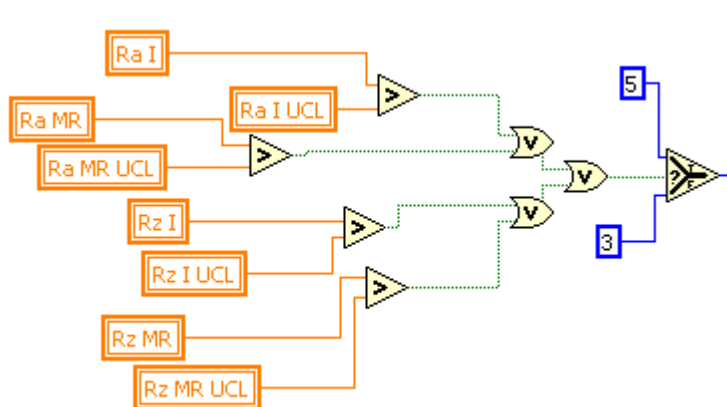 Ra I
5
Ra I UCL
>
Ra MR
>
v
Ra MR UCL
v
?
T
F
Rz I
>
v
3
Rz I UCL
>
Rz MR
Rz MR UCL